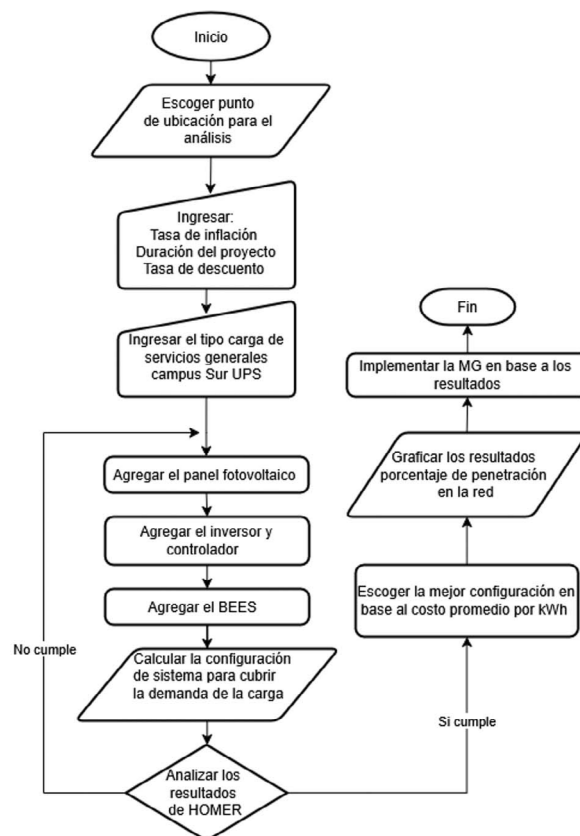 Inicio
Escoger punto
de ubicación para el
análisis
Ingresar:
Tasa de inflación
Duración del proyecto
Tasa de descuento
Ingresar el tipo carga de
servicios generales
campus Sur UPS
Agregar el panel fotovoltaico
Agregar el inversor y
controlador
Agregar el BEES
Calcular la configuración
de sistema para cubrir
la demanda de la carga
Analizar los
resultados
de HOMER
No cumple
Si cumple
Escoger la mejor configuración en
base al costo promedio por kWh
Graficar los resultados
porcentaje de penetración
en la red
Implementar la MG en base a los
resultados
Fin